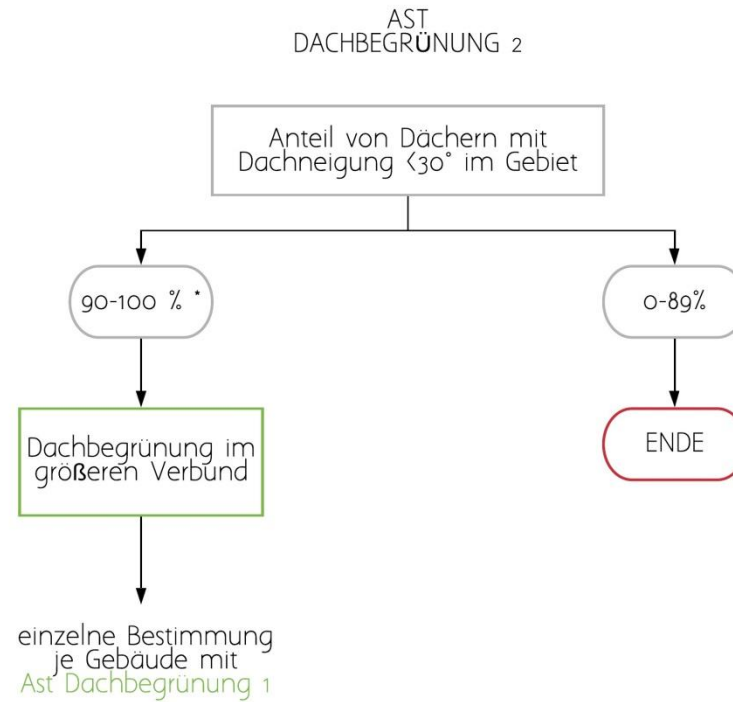 AST
DACHBEGRÜNUNG 2
Anteil von Dächern mit
Dachneigung <30° im Gebiet
90-100 % *
0-89%
Dachbegrünung im
größeren Verbund
ENDE
einzelne Bestimmung
je Gebäude mit
Ast Dachbegrünung 1